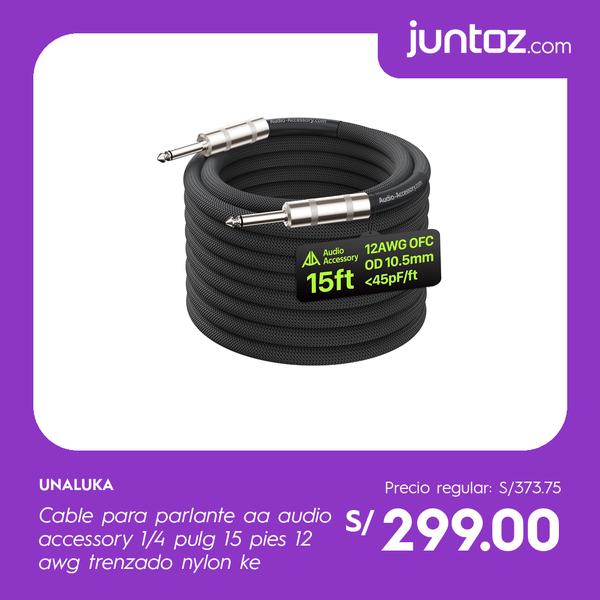 juntoz.com
Audio-Accessory.com
Audio-Accessory.com
AA Audio Accessory
15ft
12AWG OFC
OD 10.5mm
<45pF/ft
UNALUKA
Cable para parlante aa audio
accessory 1/4 pulg 15 pies 12
awg trenzado nylon ke
Precio regular: S/373.75
S/ 299.00